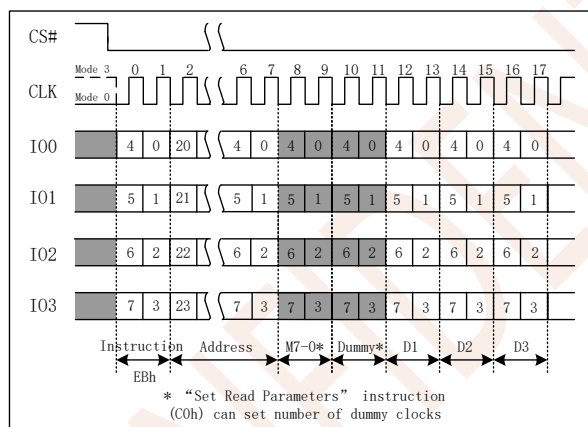 CS#
Mode 3 0 1 2 6 7 8 9 10 11 12 13 14 15 16 17
CLK
Mode 0
IO0 4 0 20 4 0 4 0 4 0 4 0 4 0 4 0
IO1 5 1 21 5 1 5 1 5 1 5 1 5 1 5 1
IO2 6 2 22 6 2 6 2 6 2 6 2 6 2 6 2
IO3 7 3 23 7 3 7 3 7 3 7 3 7 3 7 3
Instruction Address M7-0* Dummy* D1 D2 D3
EBh
* “Set Read Parameters” instruction
(C0h) can set number of dummy clocks